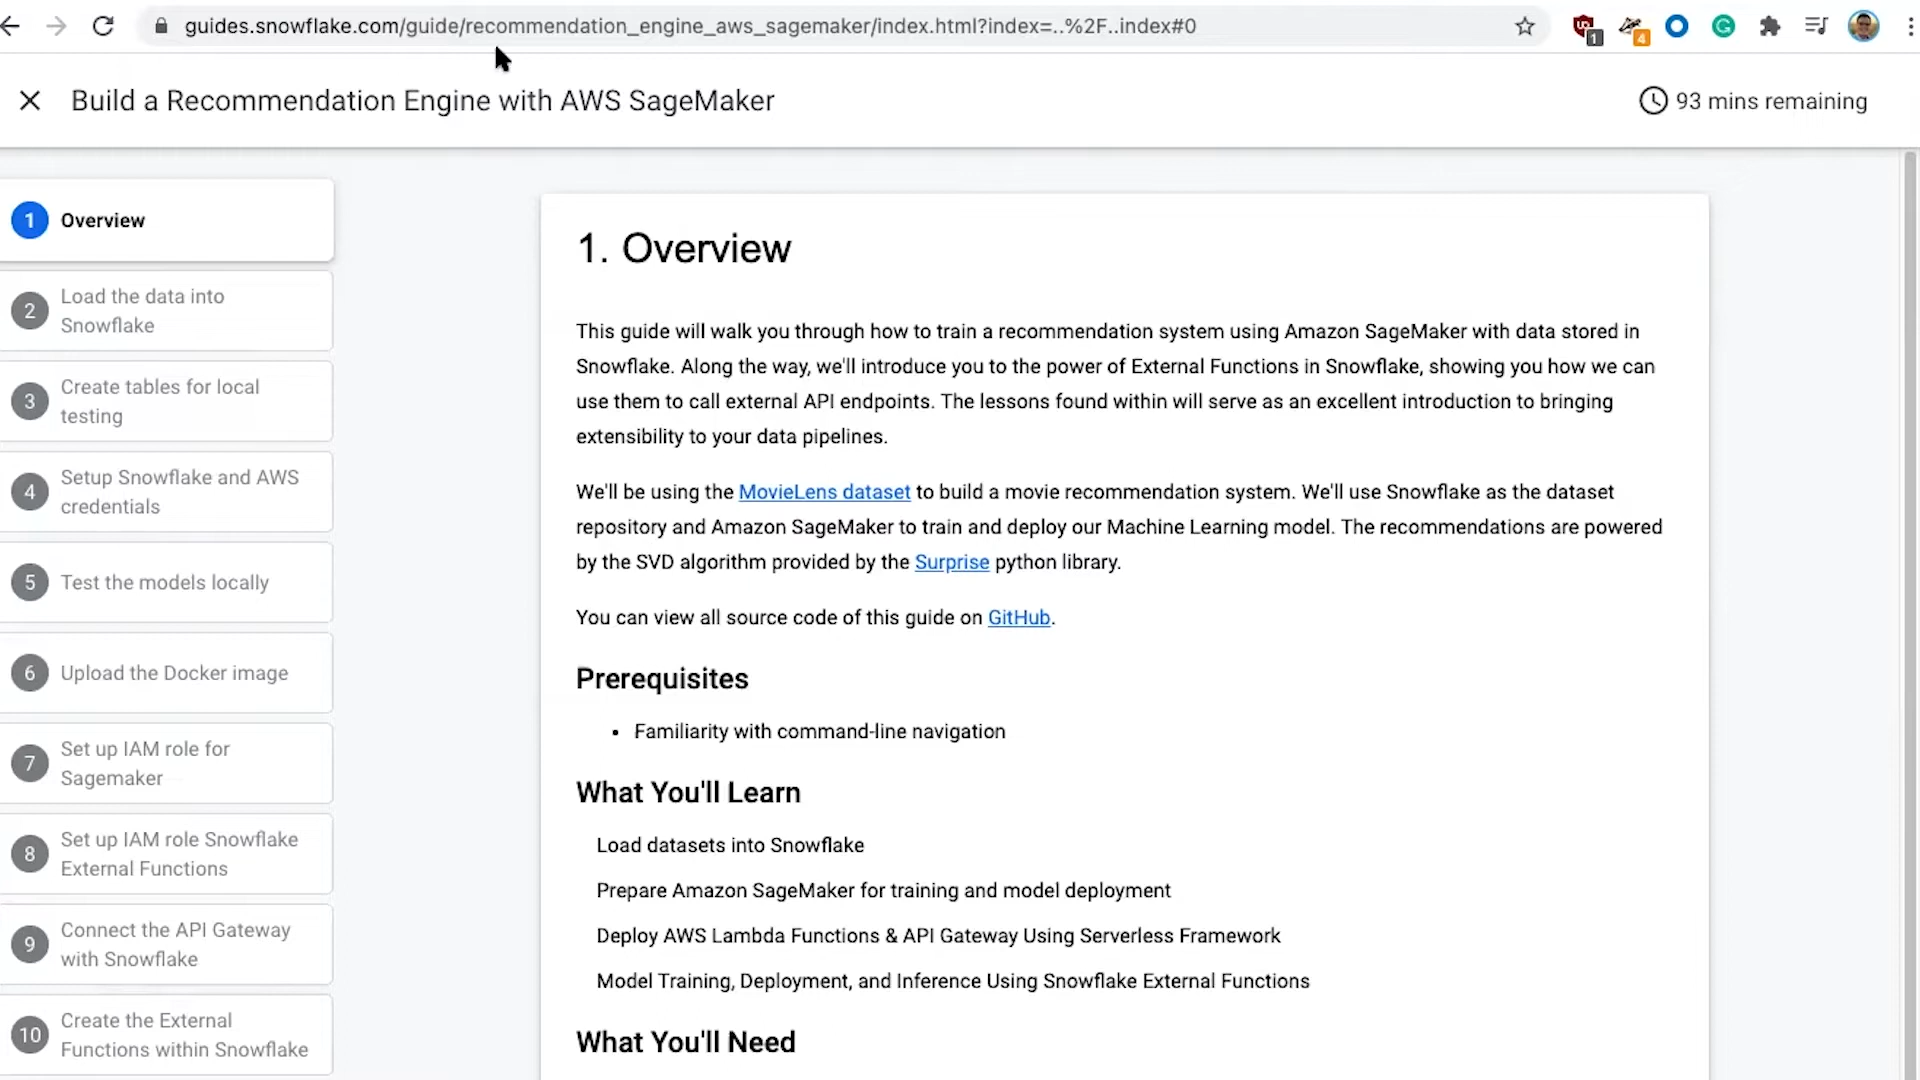 guides.snowflake.com/guide/recommendation_engine_aws_sagemaker/index.html?index=..%2F..index#0
1
4
Build a Recommendation Engine with AWS SageMaker
93 mins remaining
1 Overview
2 Load the data into
Snowflake
3 Create tables for local
testing
4 Setup Snowflake and AWS
credentials
5 Test the models locally
6 Upload the Docker image
7 Set up IAM role for
Sagemaker
8 Set up IAM role Snowflake
External Functions
9 Connect the API Gateway
with Snowflake
10 Create the External
Functions within Snowflake
1. Overview
This guide will walk you through how to train a recommendation system using Amazon SageMaker with data stored in
Snowflake. Along the way, we'll introduce you to the power of External Functions in Snowflake, showing you how we can
use them to call external API endpoints. The lessons found within will serve as an excellent introduction to bringing
extensibility to your data pipelines.
We'll be using the MovieLens dataset to build a movie recommendation system. We'll use Snowflake as the dataset
repository and Amazon SageMaker to train and deploy our Machine Learning model. The recommendations are powered
by the SVD algorithm provided by the Surprise python library.
You can view all source code of this guide on GitHub.
Prerequisites
• Familiarity with command-line navigation
What You'll Learn
Load datasets into Snowflake
Prepare Amazon SageMaker for training and model deployment
Deploy AWS Lambda Functions & API Gateway Using Serverless Framework
Model Training, Deployment, and Inference Using Snowflake External Functions
What You'll Need